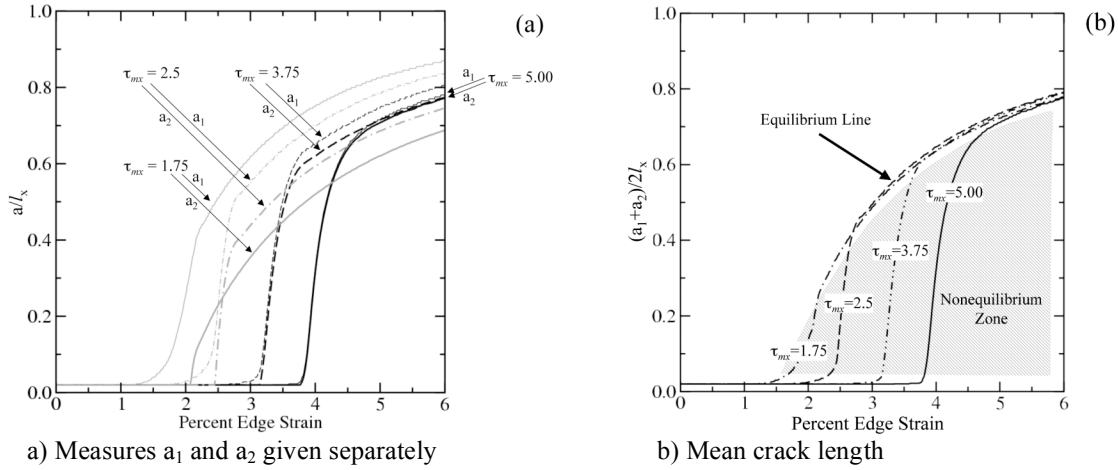 1.0
0.8
0.6
0.4
0.2
0.0
a/lx
(a)
τmx = 2.5
a1
a2
τmx = 3.75
a1
a2
a1
a2
τmx = 5.00
τmx = 1.75
a1
a2
0 1 2 3 4 5 6
Percent Edge Strain
a) Measures a1 and a2 given separately
1.0
0.8
0.6
0.4
0.2
0.0
(a1+a2)/2lx
(b)
Equilibrium Line
τmx=5.00
τmx=3.75
τmx=2.5
τmx=1.75
Nonequilibrium
Zone
0 1 2 3 4 5 6
Percent Edge Strain
b) Mean crack length